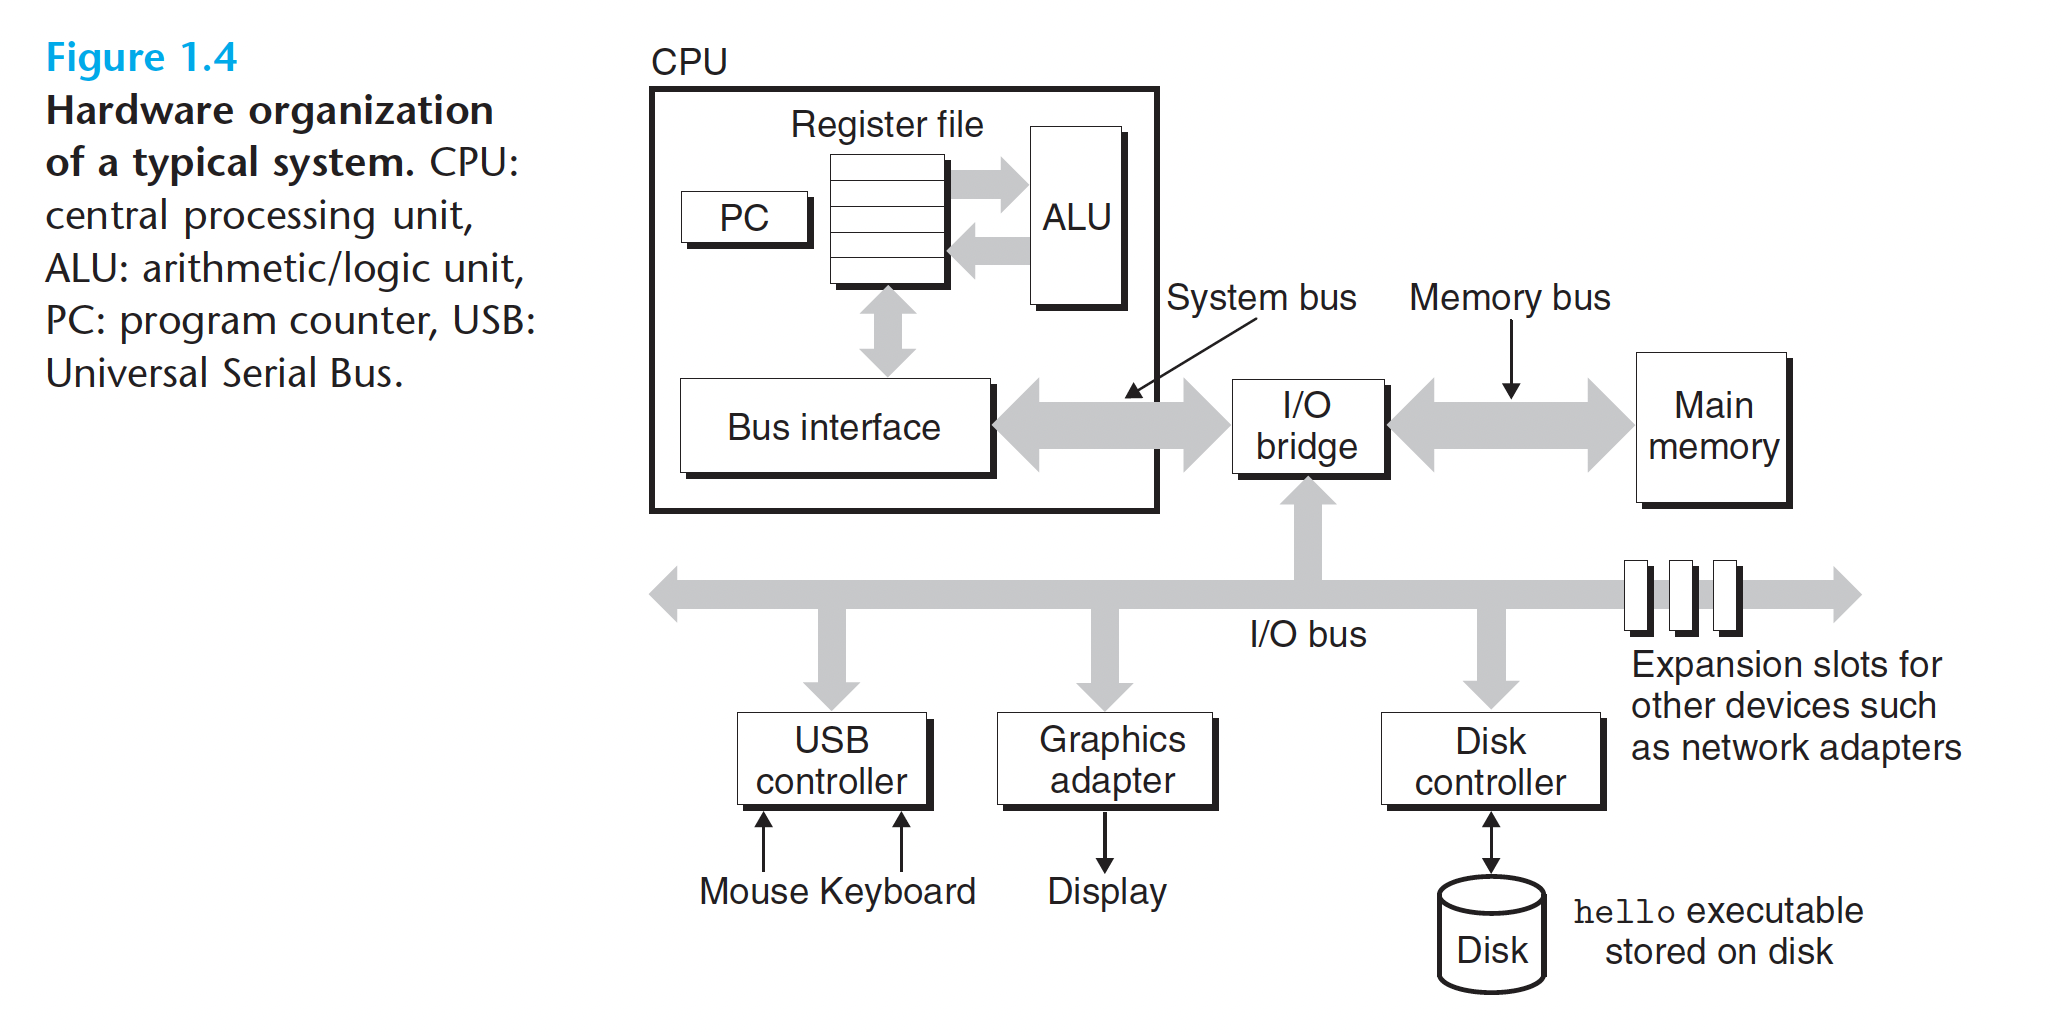 Figure 1.4
Hardware organization
of a typical system. CPU:
central processing unit,
ALU: arithmetic/logic unit,
PC: program counter, USB:
Universal Serial Bus.
CPU
Register file
PC
ALU
System bus
Memory bus
Bus interface
I/O
bridge
Main
memory
I/O bus
Expansion slots for
other devices such
as network adapters
USB
controller
Graphics
adapter
Disk
controller
Mouse
Keyboard
Display
Disk
hello executable
stored on disk